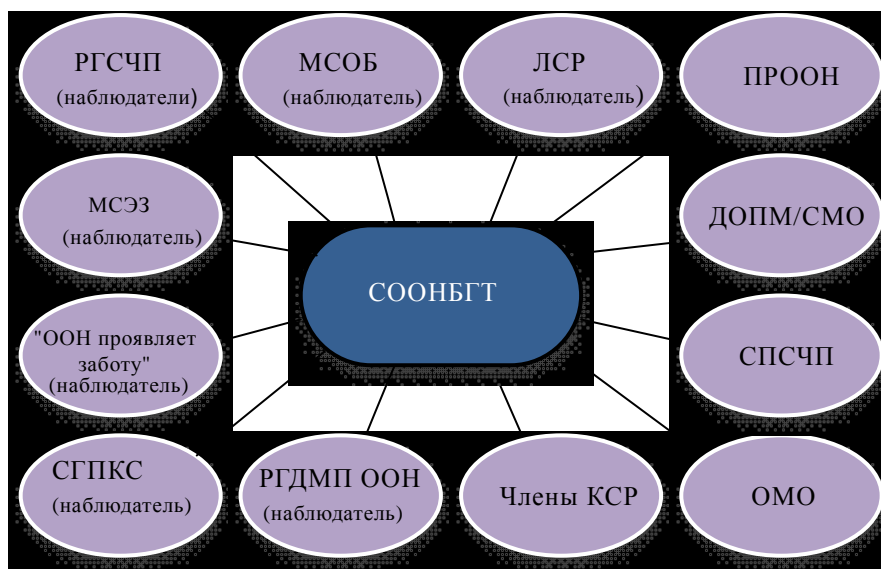 РГСЧП
(наблюдатели)
МСОБ
(наблюдатель)
ЛСР
(наблюдатель)
ПРООН
МСЭЗ
(наблюдатель)
ДОПМ/СМО
СООНБГТ
"ООН проявляет
заботу"
(наблюдатель)
СПСЧП
СГПКС
(наблюдатель)
РГДМП ООН
(наблюдатель)
Члены КСР
ОМО